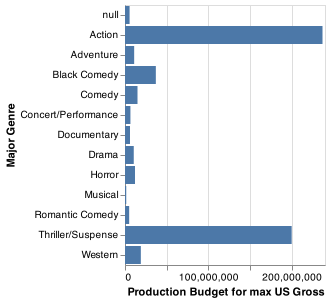 null
Action
Adventure
Black Comedy
Comedy
Concert/Performance
Documentary
Drama
Horror
Musical
Romantic Comedy
Thriller/Suspense
Western
Major Genre
0
100,000,000
200,000,000
Production Budget for max US Gross